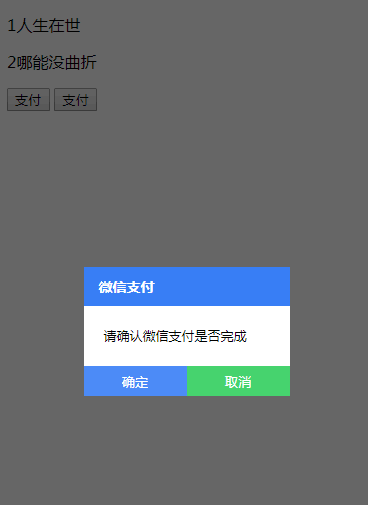 1人生在世
2哪能没曲折
支付 支付
微信支付
请确认微信支付是否完成
确定 取消